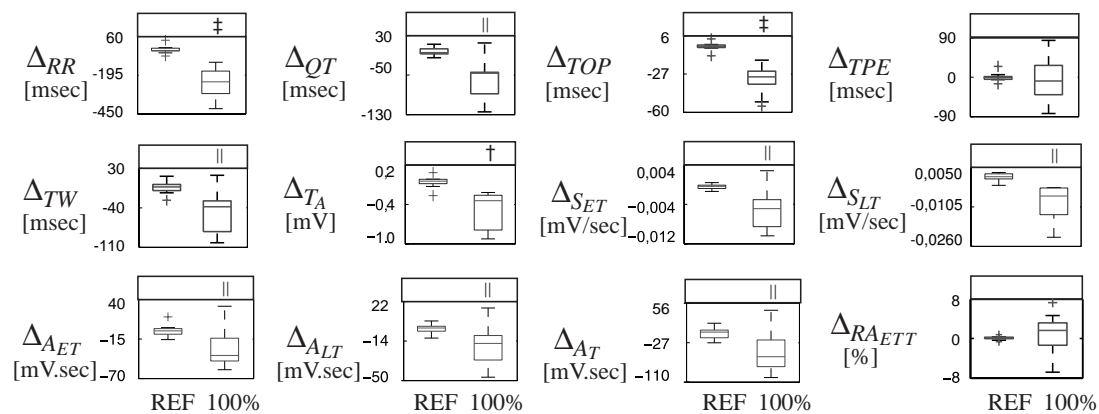 ‡ || ‡
60 30 6 90
Δ_RR Δ_QT Δ_TOP Δ_TPE
-195 -50 -27 0
[msec] [msec] [msec] [msec]
-450 -130 -60 -90
|| † || ||
30 0,2 0,004 0,0050
Δ_TW Δ_T_A Δ_S_ET Δ_S_LT
-40 −0,4 −0,004 -0,0105
[msec] [mV] [mV/sec] [mV/sec]
-110 −1,0 −0,012 -0,0260
|| || ||
40 22 56 8
Δ_A_ET Δ_A_LT Δ_A_T Δ_RA_ETT
−15 −14 −27 0
[mV.sec] [mV.sec] [mV.sec] [%]
−70 −50 −110 −8
REF 100% REF 100% REF 100% REF 100%